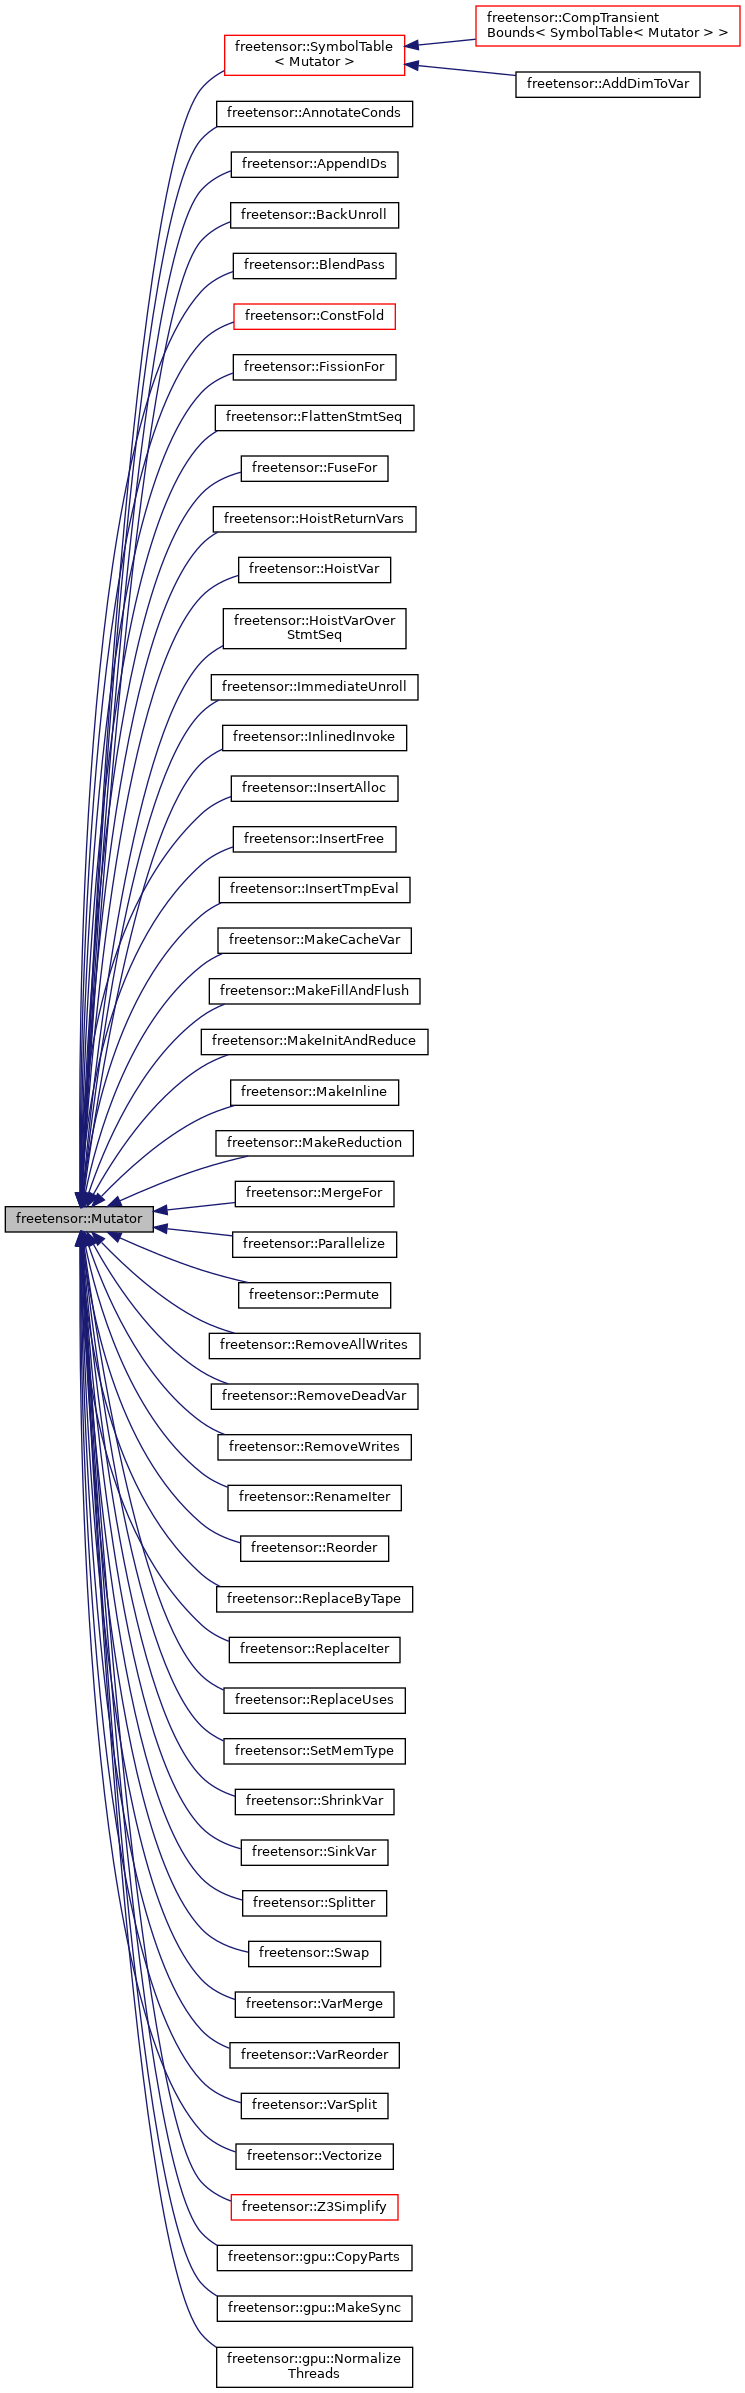 freetensor::CompTransient
Bounds< SymbolTable< Mutator > >
freetensor::SymbolTable
< Mutator >
freetensor::AddDimToVar
freetensor::AnnotateConds
freetensor::AppendIDs
freetensor::BackUnroll
freetensor::BlendPass
freetensor::ConstFold
freetensor::FissionFor
freetensor::FlattenStmtSeq
freetensor::FuseFor
freetensor::HoistReturnVars
freetensor::HoistVar
freetensor::HoistVarOver
StmtSeq
freetensor::ImmediateUnroll
freetensor::InlinedInvoke
freetensor::InsertAlloc
freetensor::InsertFree
freetensor::InsertTmpEval
freetensor::MakeCacheVar
freetensor::MakeFillAndFlush
freetensor::MakeInitAndReduce
freetensor::MakeInline
freetensor::MakeReduction
freetensor::MergeFor
freetensor::Mutator
freetensor::Parallelize
freetensor::Permute
freetensor::RemoveAllWrites
freetensor::RemoveDeadVar
freetensor::RemoveWrites
freetensor::RenameIter
freetensor::Reorder
freetensor::ReplaceByTape
freetensor::ReplaceIter
freetensor::ReplaceUses
freetensor::SetMemType
freetensor::ShrinkVar
freetensor::SinkVar
freetensor::Splitter
freetensor::Swap
freetensor::VarMerge
freetensor::VarReorder
freetensor::VarSplit
freetensor::Vectorize
freetensor::Z3Simplify
freetensor::gpu::CopyParts
freetensor::gpu::MakeSync
freetensor::gpu::Normalize
Threads